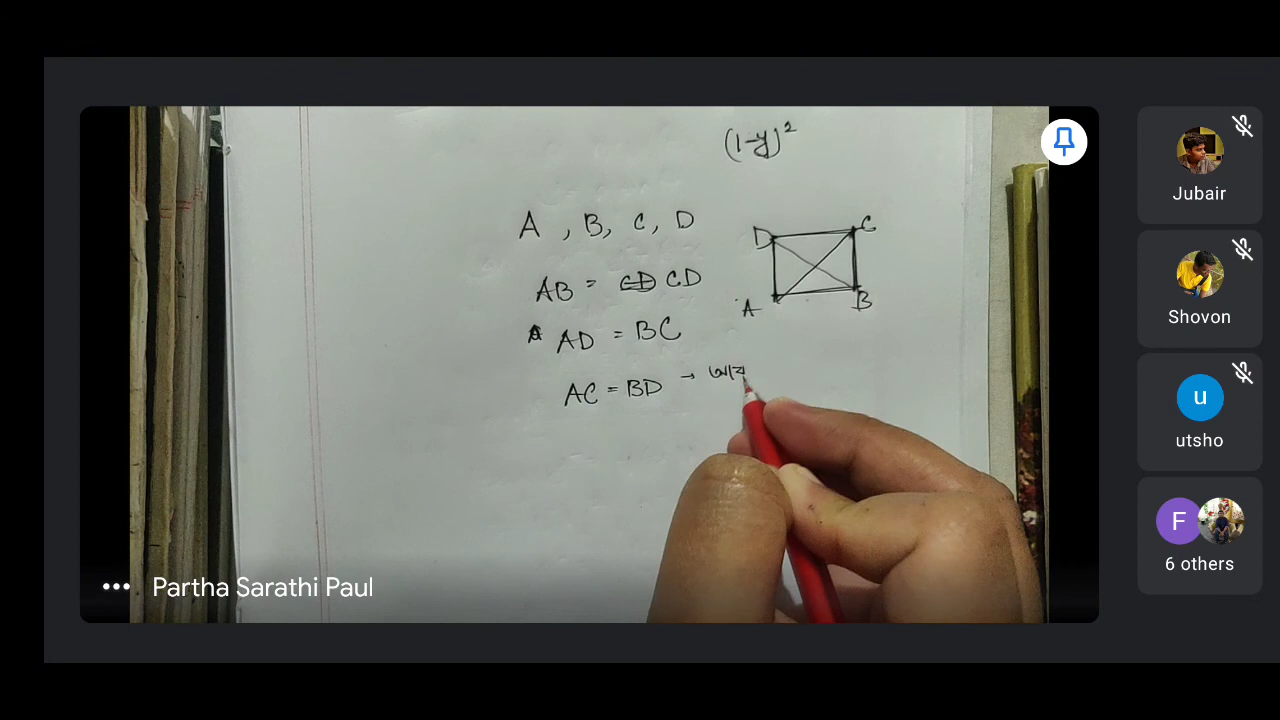 (1-y)²
A, B, C, D
D C
AB = CD CD
A B
A AD = BC
AC = BD →
Partha Sarathi Paul
Jubair
Shovon
u
utsho
F
6 others